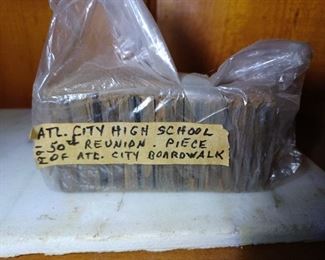 ATL. CITY HIGH SCHOOL
50th REUNION. PIECE
OF ATL. CITY BOARDWALK